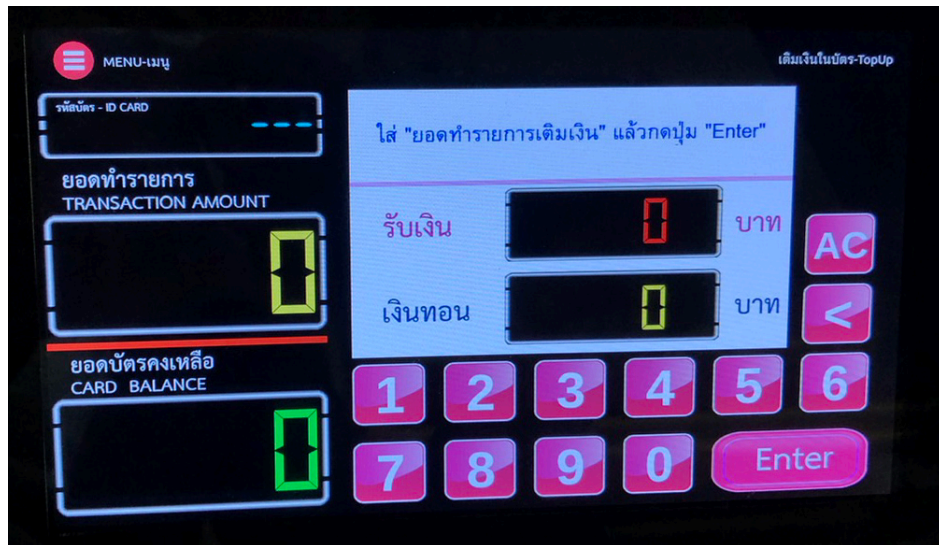 MENU-เมนู
เติมเงินในบัตร-TopUp
รหัสบัตร - ID CARD
---
ยอดทำรายการ
TRANSACTION AMOUNT
0
ยอดบัตรคงเหลือ
CARD BALANCE
0
ใส่ "ยอดทำรายการเติมเงิน" แล้วกดปุ่ม "Enter"
รับเงิน 0 บาท
เงินทอน 0 บาท
AC
<
1 2 3 4 5 6
7 8 9 0 Enter